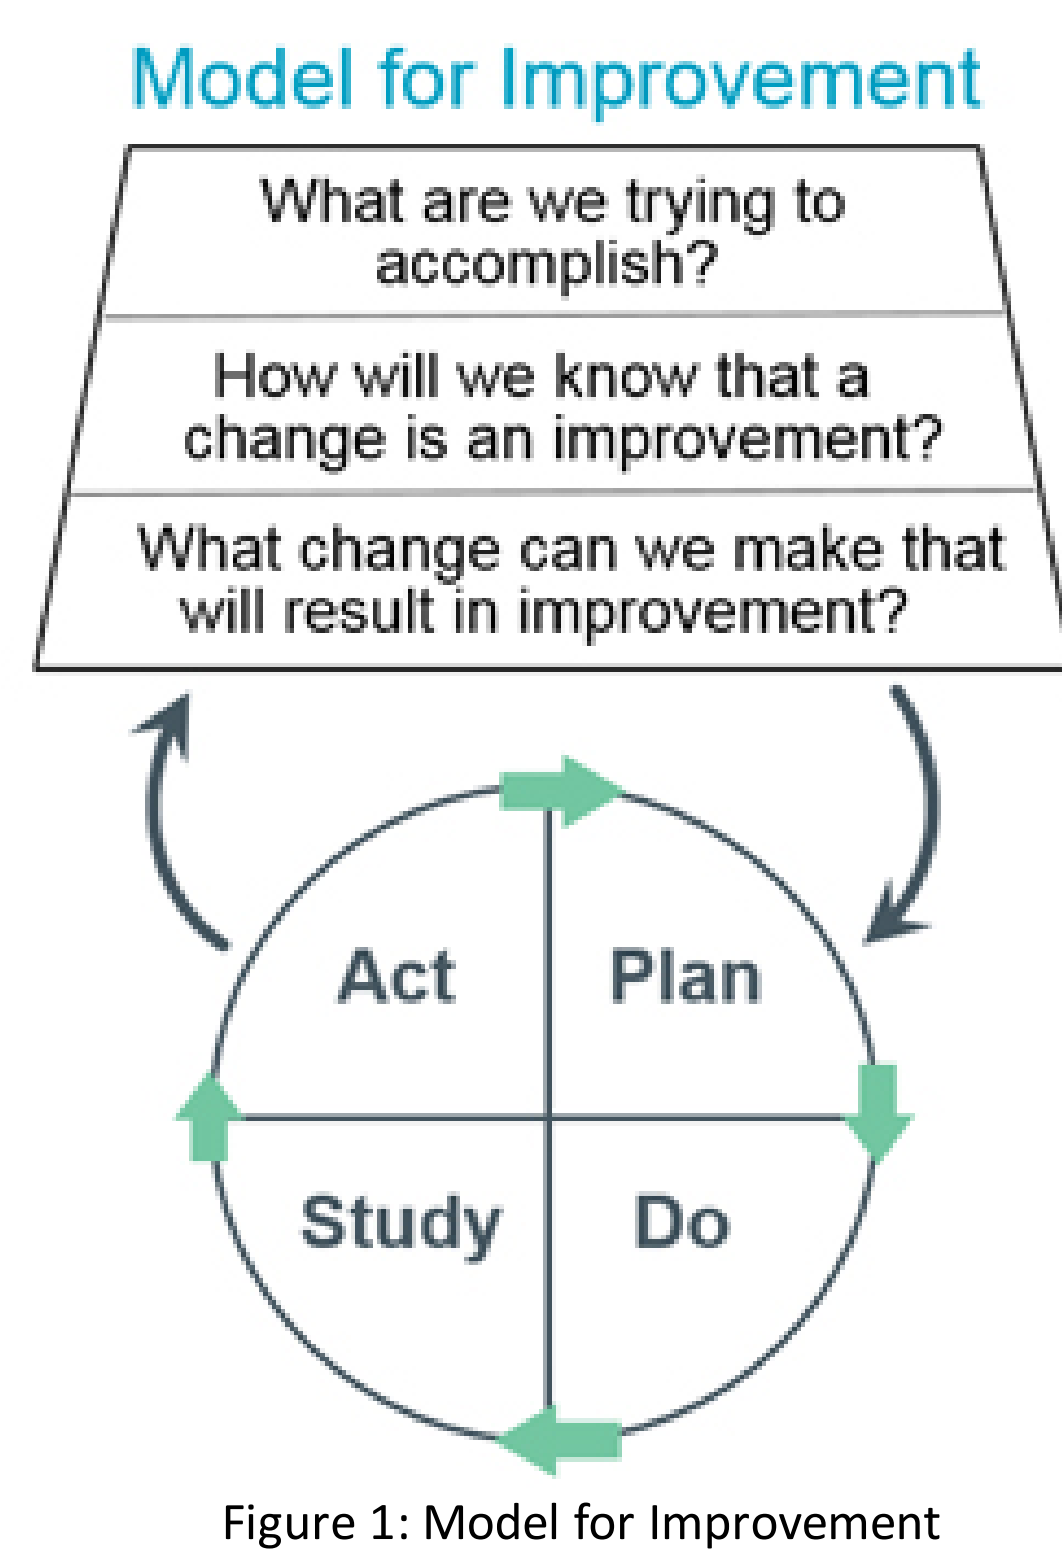 Model for Improvement
What are we trying to
accomplish?
How will we know that a
change is an improvement?
What change can we make that
will result in improvement?
Act
Plan
Study
Do
Figure 1: Model for Improvement